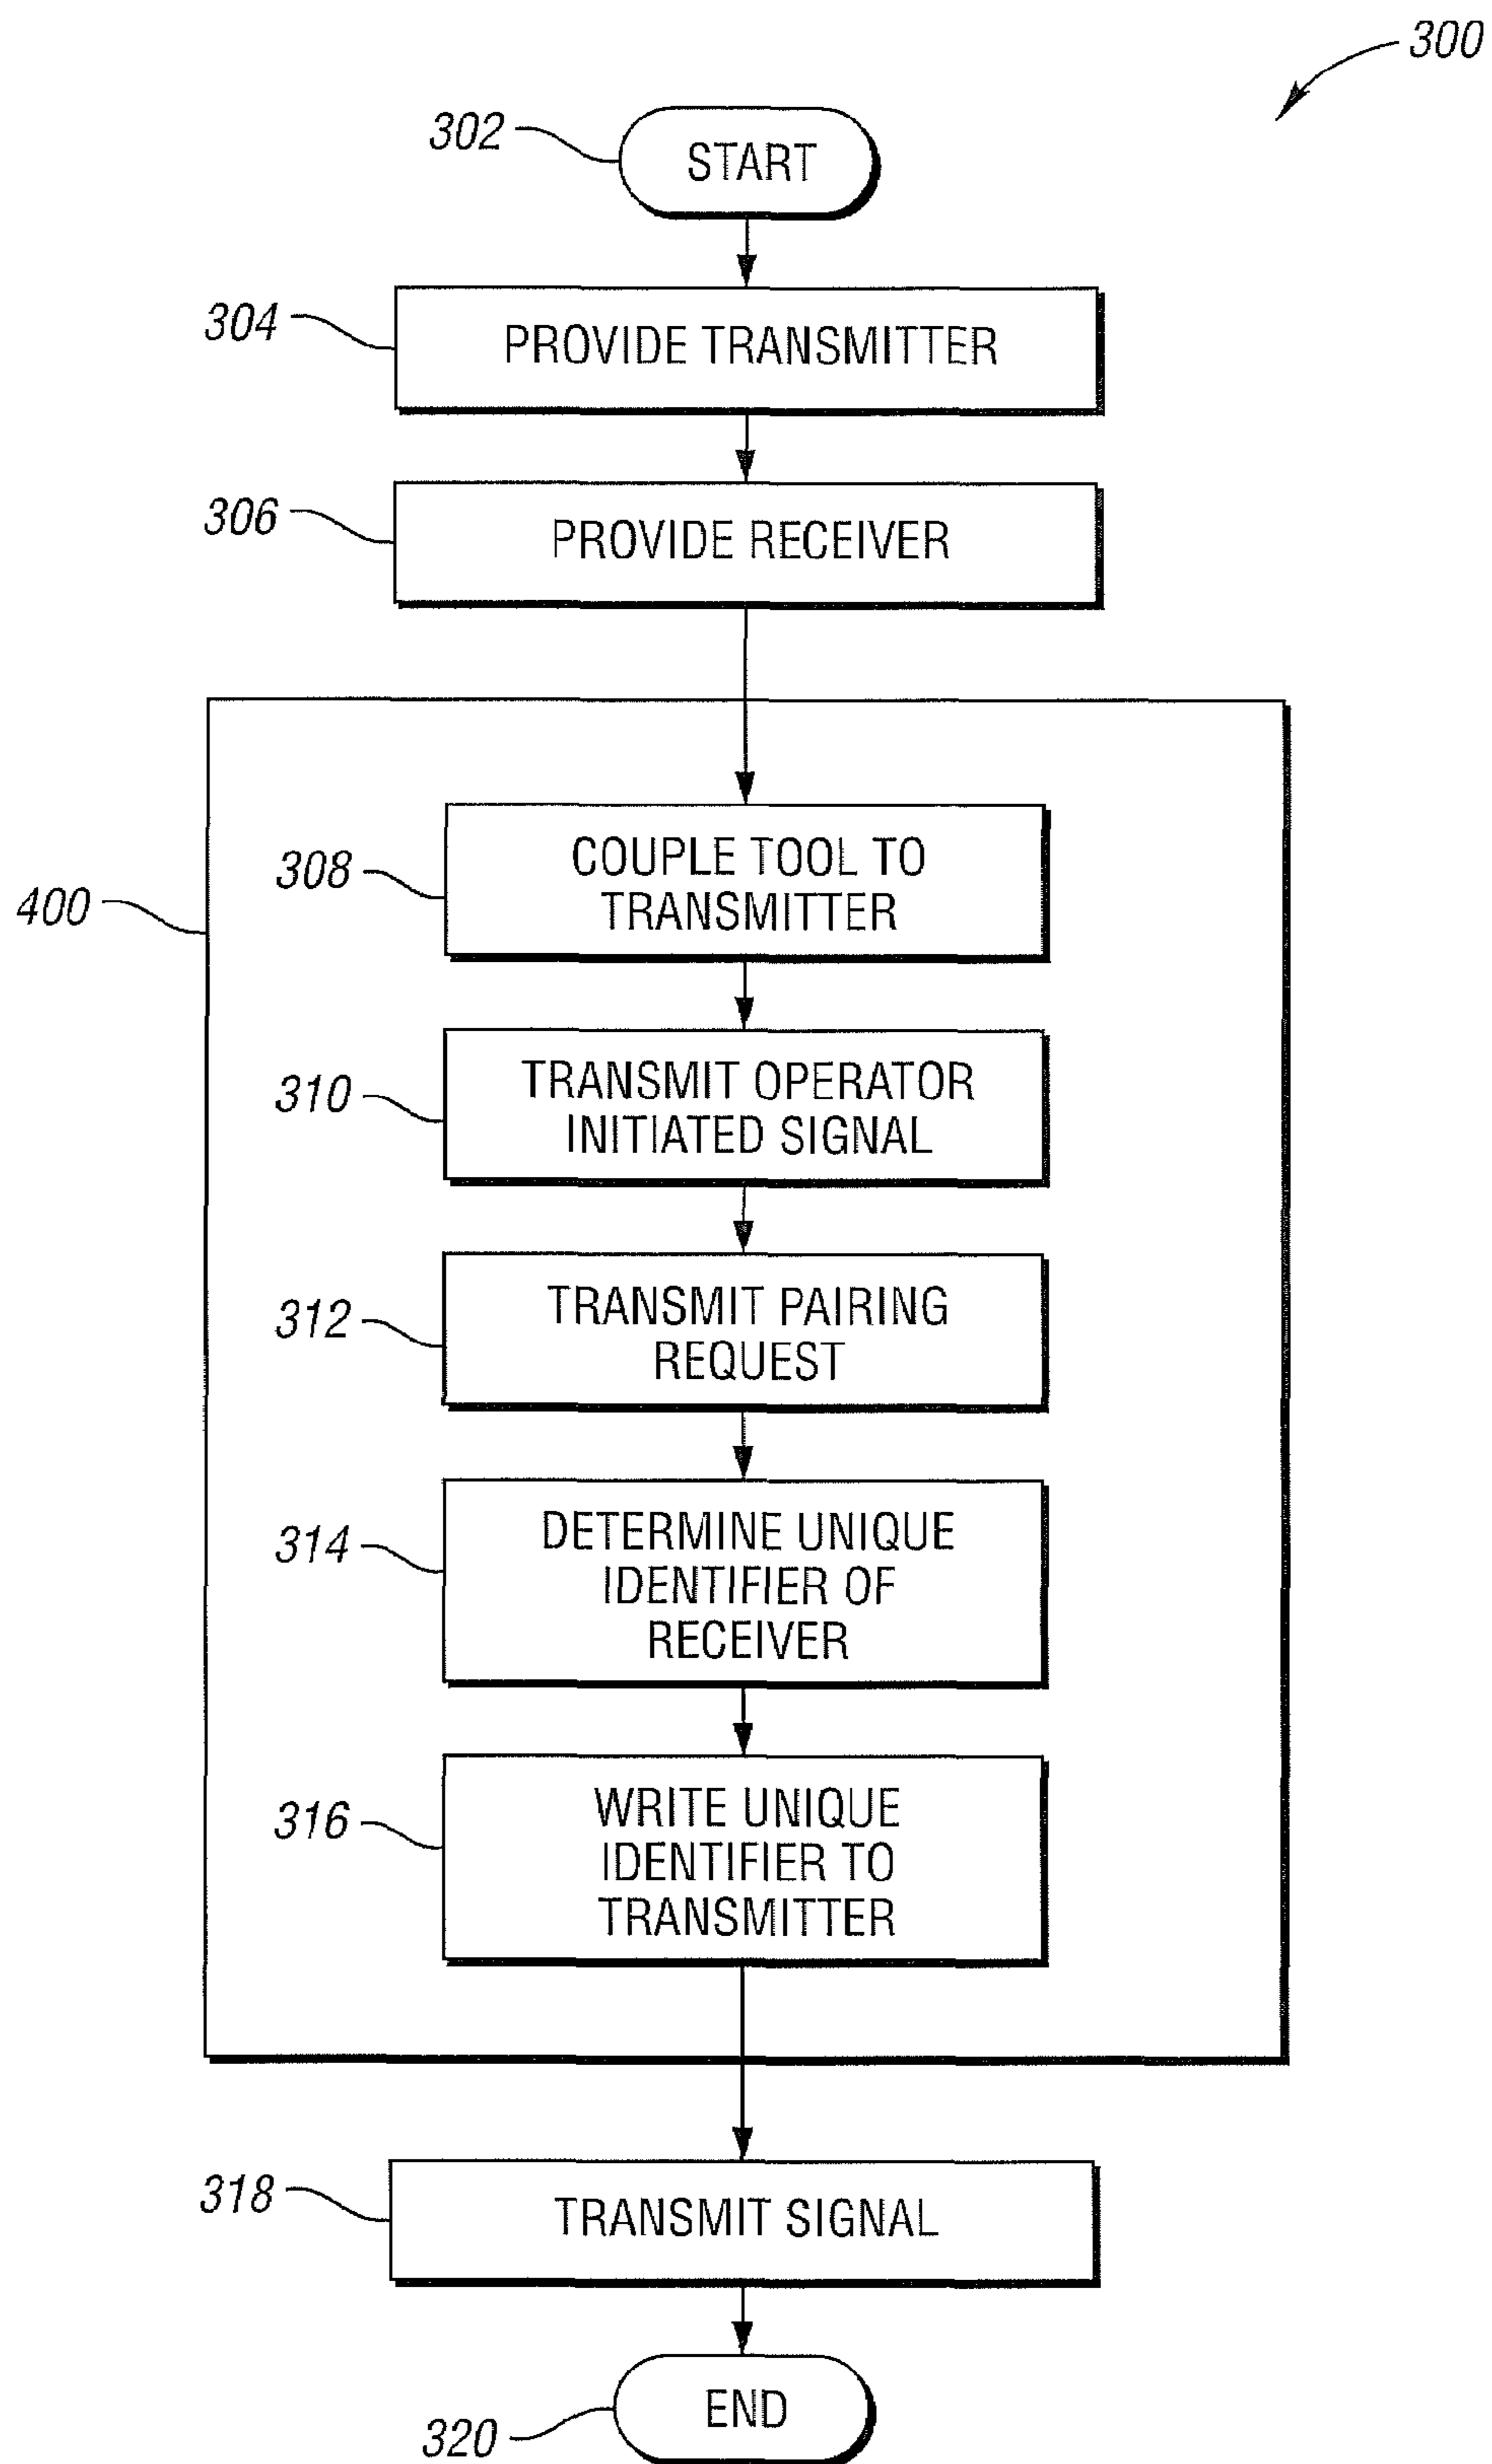 300
302
START
304
PROVIDE TRANSMITTER
306
PROVIDE RECEIVER
400
308
COUPLE TOOL TO
TRANSMITTER
310
TRANSMIT OPERATOR
INITIATED SIGNAL
312
TRANSMIT PAIRING
REQUEST
314
DETERMINE UNIQUE
IDENTIFIER OF
RECEIVER
316
WRITE UNIQUE
IDENTIFIER TO
TRANSMITTER
318
TRANSMIT SIGNAL
END
320